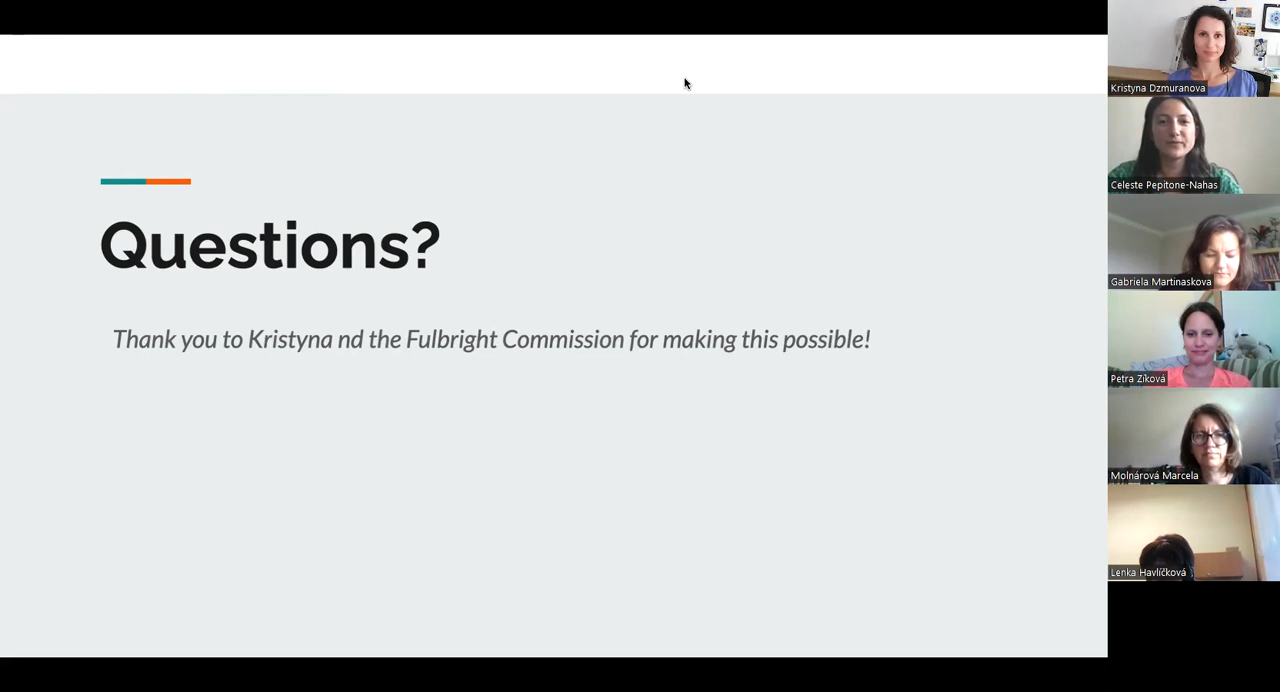 Questions?
Thank you to Kristyna nd the Fulbright Commission for making this possible!
Kristyna Dzmuranova
Celeste Pepitone-Nahas
Gabriela Martinaskova
Petra Zíková
Molnárová Marcela
Lenka Havlíčková